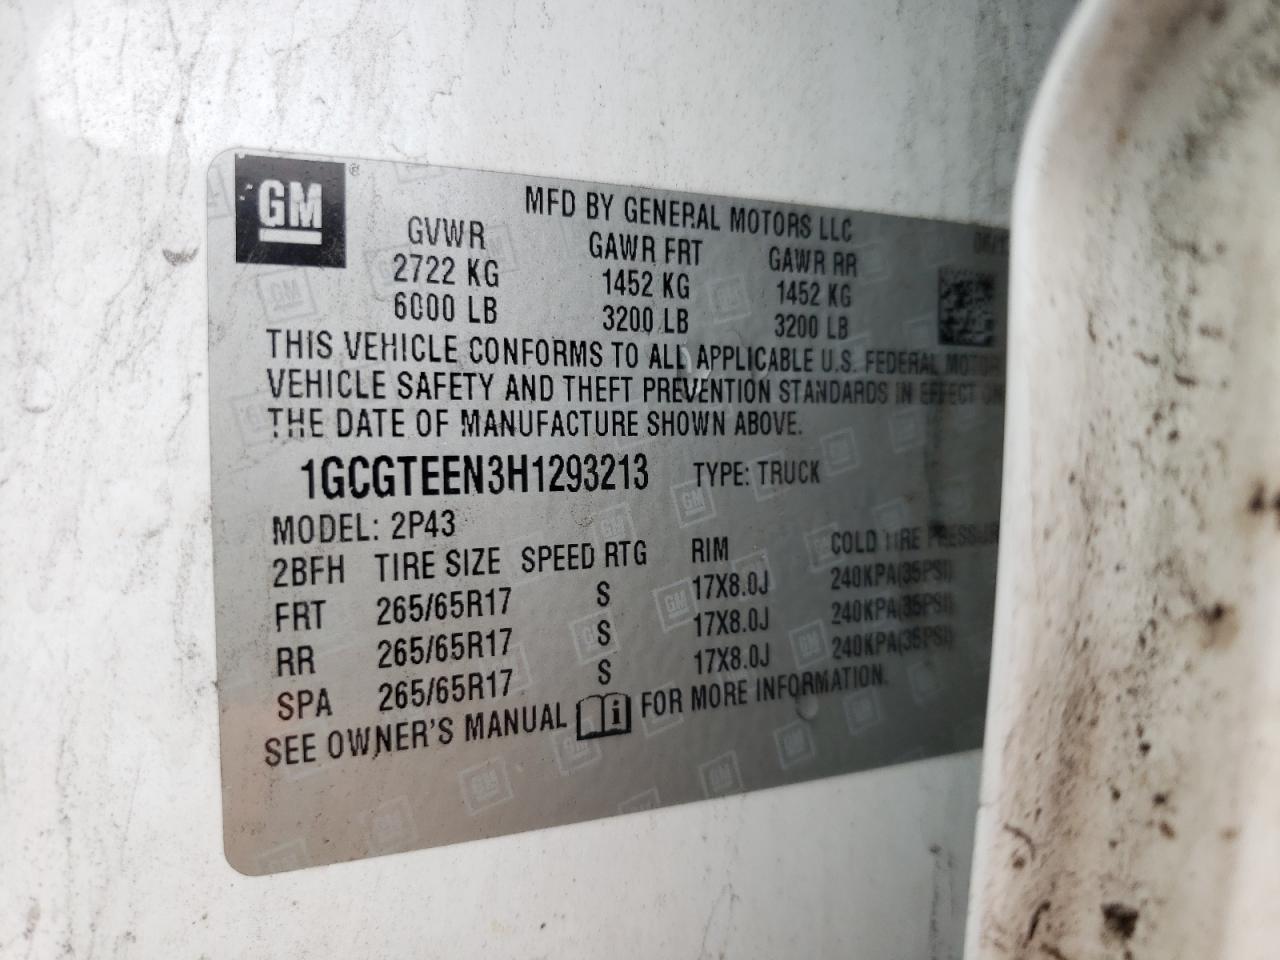 GM
MFD BY GENERAL MOTORS LLC
GVWR GAWR FRT GAWR RR
2722 KG 1452 KG 1452 KG
6000 LB 3200 LB 3200 LB
THIS VEHICLE CONFORMS TO ALL APPLICABLE U.S. FEDERAL MOTOR
VEHICLE SAFETY AND THEFT PREVENTION STANDARDS IN EFFECT ON
THE DATE OF MANUFACTURE SHOWN ABOVE.
1GCGTEEN3H1293213 TYPE: TRUCK
MODEL: 2P43
2BFH TIRE SIZE SPEED RTG RIM COLD TIRE PRESSUR
FRT 265/65R17 S 17X8.0J 240KPA(35PSI)
RR 265/65R17 S 17X8.0J 240KPA(35PSI)
SPA 265/65R17 S 17X8.0J 240KPA(35PSI)
SEE OWNER'S MANUAL i FOR MORE INFORMATION.